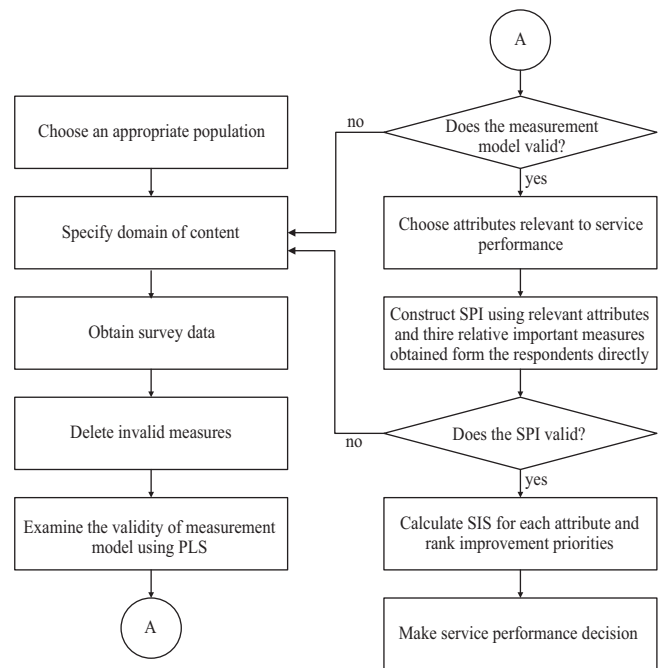 Choose an appropriate population
Specify domain of content
Obtain survey data
Delete invalid measures
Examine the validity of measurement
model using PLS
A
A
Does the measurement
model valid?
no
yes
Choose attributes relevant to service
performance
Construct SPI using relevant attributes
and thire relative important measures
obtained form the respondents directly
Does the SPI valid?
no
yes
Calculate SIS for each attribute and
rank improvement priorities
Make service performance decision